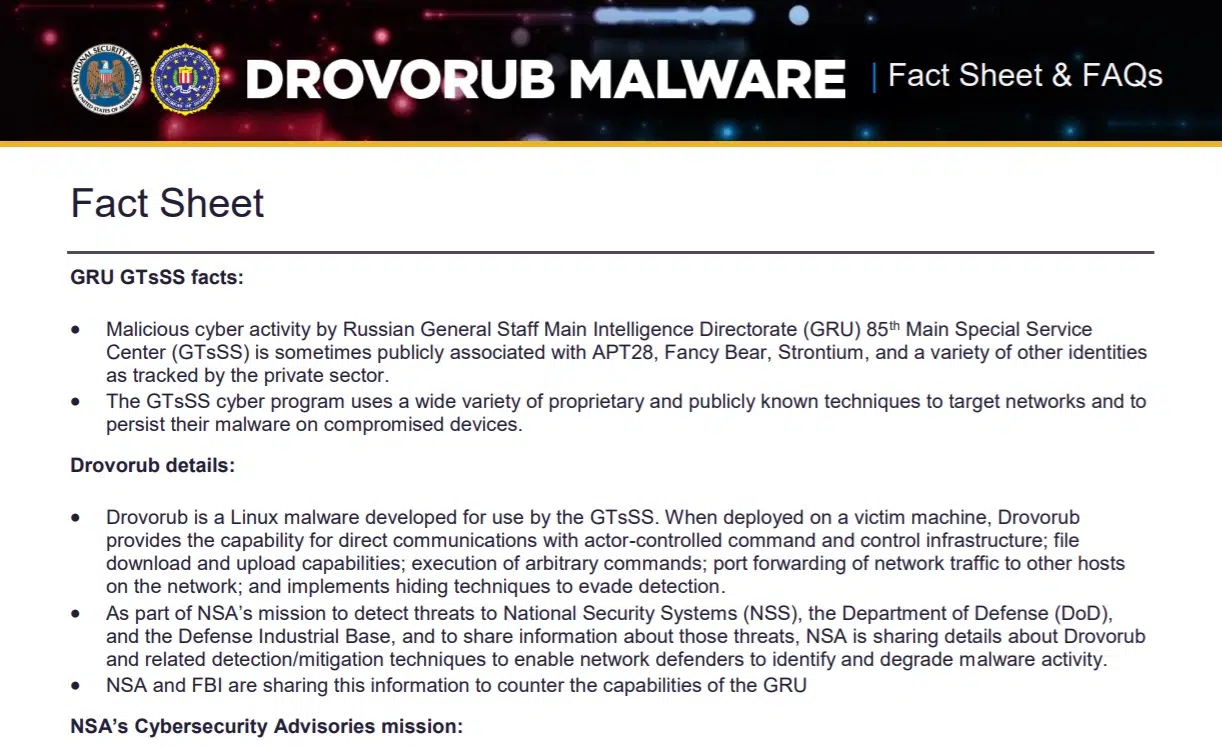 NATIONAL SECURITY AGENCY
UNITED STATES OF AMERICA
DROVORUB MALWARE | Fact Sheet & FAQs
Fact Sheet
GRU GTsSS facts:
• Malicious cyber activity by Russian General Staff Main Intelligence Directorate (GRU) 85th Main Special Service
Center (GTsSS) is sometimes publicly associated with APT28, Fancy Bear, Strontium, and a variety of other identities
as tracked by the private sector.
• The GTsSS cyber program uses a wide variety of proprietary and publicly known techniques to target networks and to
persist their malware on compromised devices.
Drovorub details:
• Drovorub is a Linux malware developed for use by the GTsSS. When deployed on a victim machine, Drovorub
provides the capability for direct communications with actor-controlled command and control infrastructure; file
download and upload capabilities; execution of arbitrary commands; port forwarding of network traffic to other hosts
on the network; and implements hiding techniques to evade detection.
• As part of NSA’s mission to detect threats to National Security Systems (NSS), the Department of Defense (DoD),
and the Defense Industrial Base, and to share information about those threats, NSA is sharing details about Drovorub
and related detection/mitigation techniques to enable network defenders to identify and degrade malware activity.
• NSA and FBI are sharing this information to counter the capabilities of the GRU
NSA’s Cybersecurity Advisories mission: